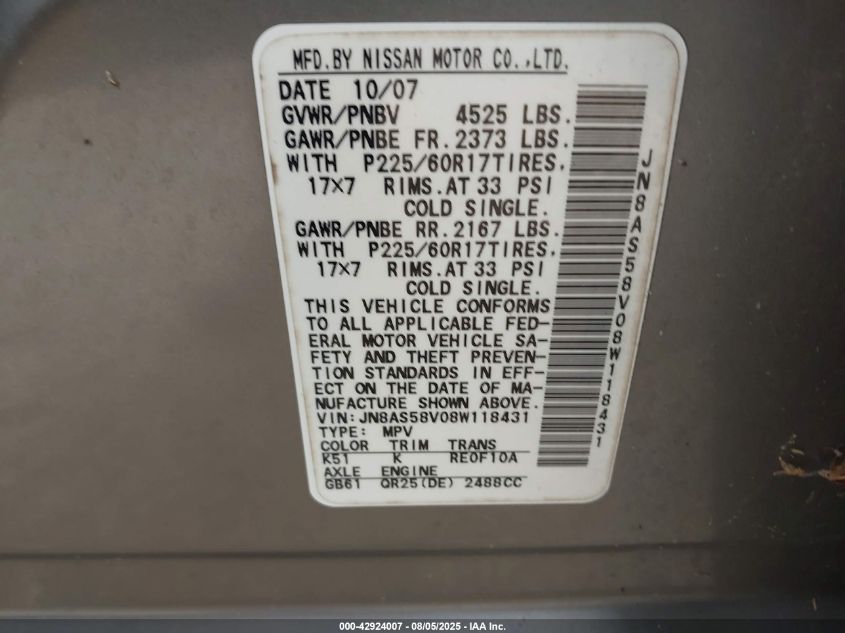 MFD.BY NISSAN MOTOR CO.,LTD.
DATE 10/07
GVWR/PNBV 4525 LBS.
GAWR/PNBE FR.2373 LBS.
WITH P225/60R17TIRES,
17×7 RIMS.AT 33 PSI
COLD SINGLE.
GAWR/PNBE RR.2167 LBS.
WITH P225/60R17TIRES,
17×7 RIMS.AT 33 PSI
COLD SINGLE.
THIS VEHICLE CONFORMS
TO ALL APPLICABLE FED-
ERAL MOTOR VEHICLE SA-
FETY AND THEFT PREVEN-
TION STANDARDS IN EFF-
ECT ON THE DATE OF MA-
NUFACTURE SHOWN ABOVE.
VIN:JN8AS58V08W118431
TYPE: MPV
COLOR TRIM TRANS
K51 K RE0F10A
AXLE ENGINE
GB61 QR25(DE) 2488CC
JN8AS58V08W118431
000-42924007 - 08/05/2025 - IAA Inc.